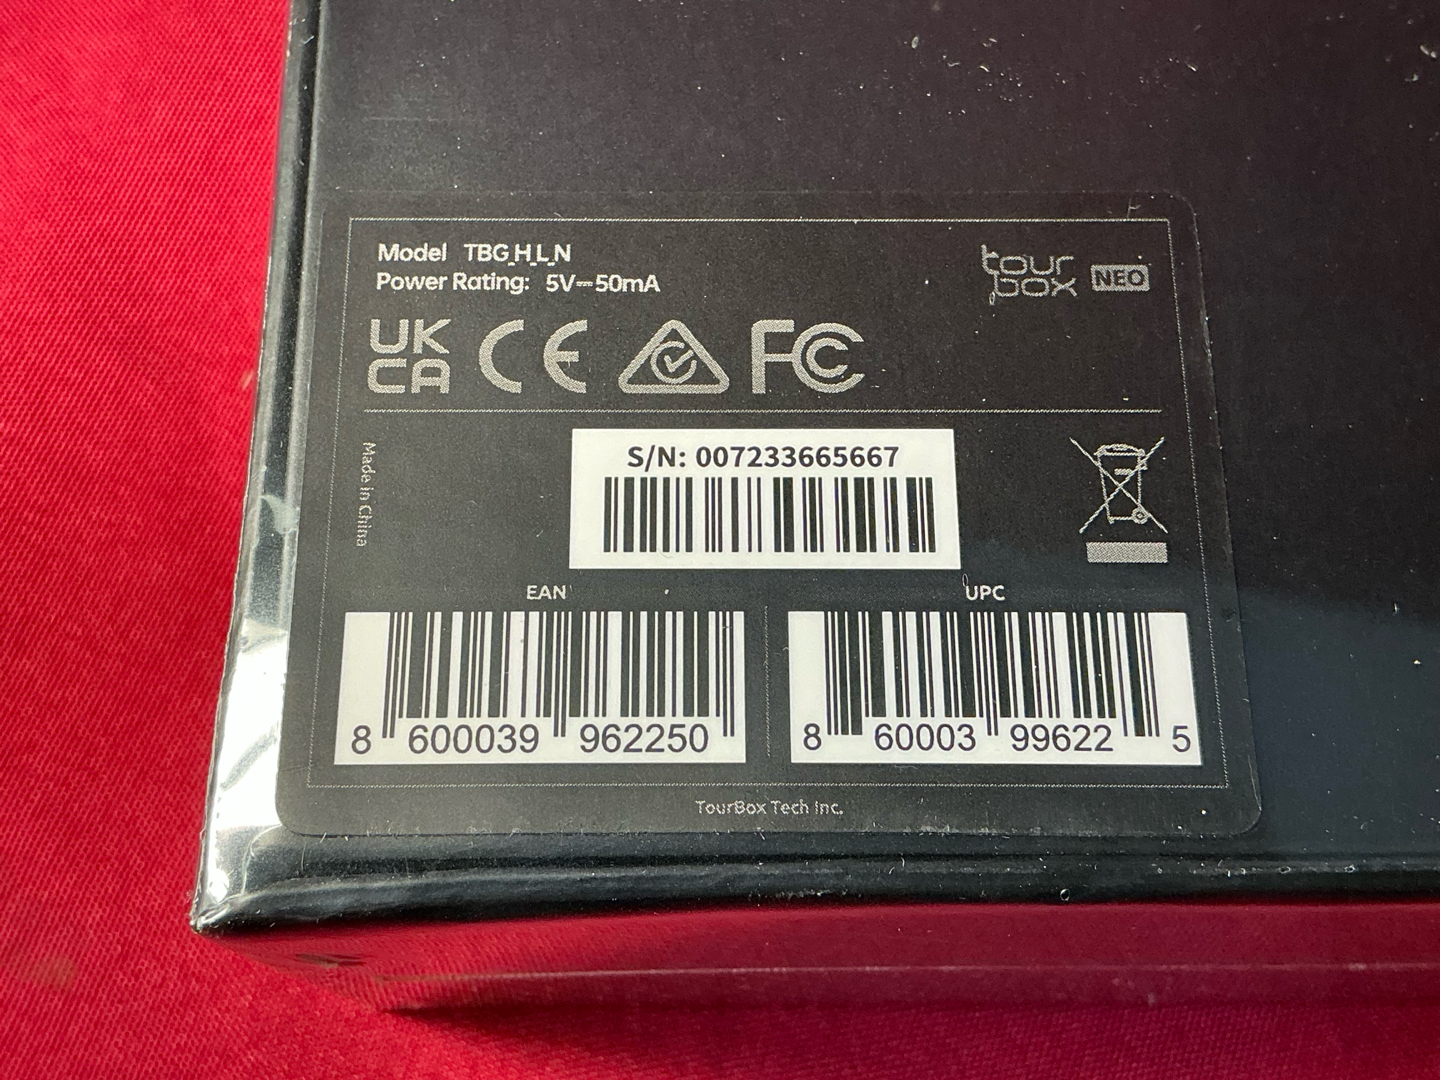 Model TBG_H_L_N
Power Rating: 5V⎓50mA
tour
box NEO
UK
CA CE FC
Made in China
S/N: 007233665667
EAN
8 600039 962250
UPC
8 60003 99622 5
TourBox Tech Inc.